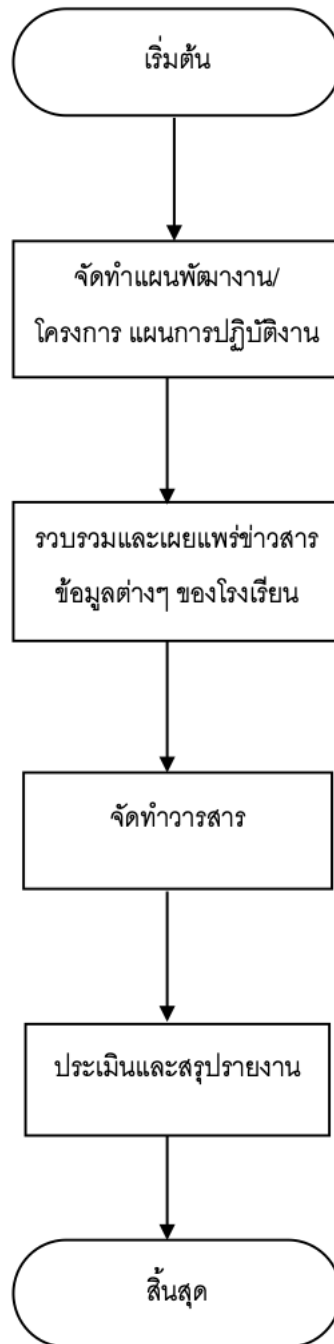 เริ่มต้น
จัดทำแผนพัฒางาน/
โครงการ แผนการปฏิบัติงาน
รวบรวมและเผยแพร่ข่าวสาร
ข้อมูลต่างๆ ของโรงเรียน
จัดทำวารสาร
ประเมินและสรุปรายงาน
สิ้นสุด